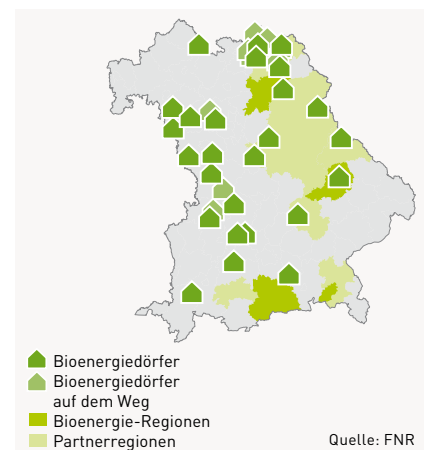 Bioenergiedörfer
Bioenergiedörfer
auf dem Weg
Bioenergie-Regionen
Partnerregionen
Quelle: FNR